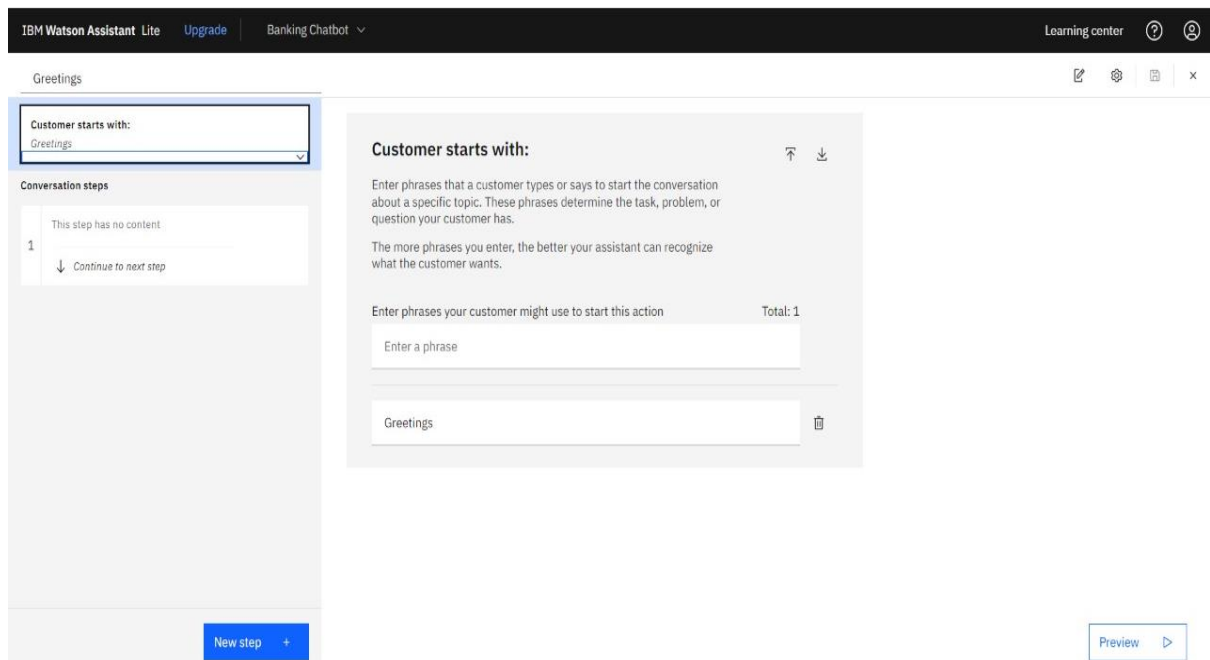 IBM Watson Assistant Lite Upgrade Banking Chatbot Learning center
Greetings
Customer starts with:
Greetings
Conversation steps
1
This step has no content
Continue to next step
New step +
Customer starts with:
Enter phrases that a customer types or says to start the conversation
about a specific topic. These phrases determine the task, problem, or
question your customer has.
The more phrases you enter, the better your assistant can recognize
what the customer wants.
Enter phrases your customer might use to start this action Total: 1
Enter a phrase
Greetings
Preview